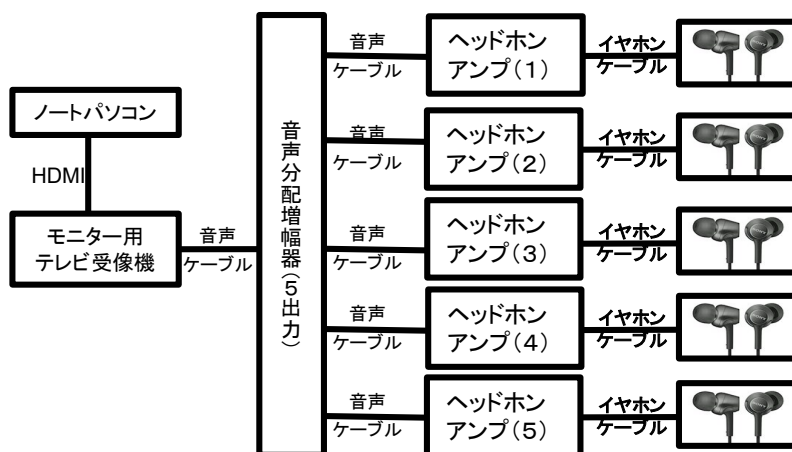 ノートパソコン
HDMI
モニター用
テレビ受像機
音声
ケーブル
音声分配増幅器(5出力)
音声
ケーブル
ヘッドホン
アンプ(1)
イヤホン
ケーブル
音声
ケーブル
ヘッドホン
アンプ(2)
イヤホン
ケーブル
音声
ケーブル
ヘッドホン
アンプ(3)
イヤホン
ケーブル
音声
ケーブル
ヘッドホン
アンプ(4)
イヤホン
ケーブル
音声
ケーブル
ヘッドホン
アンプ(5)
イヤホン
ケーブル